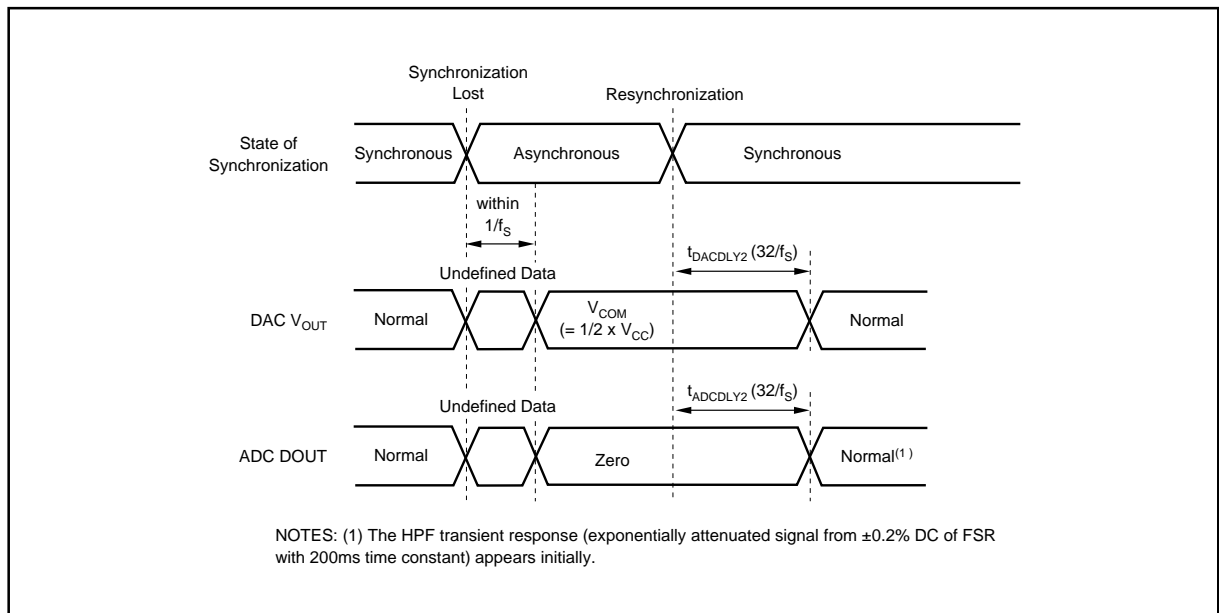 Synchronization
Lost
Resynchronization
State of
Synchronization
Synchronous
Asynchronous
Synchronous
within
1/fS
tDACDLY2 (32/fS)
Undefined Data
DAC VOUT
Normal
VCOM
(= 1/2 x VCC)
Normal
tADCDLY2 (32/fS)
Undefined Data
ADC DOUT
Normal
Zero
Normal(1 )
NOTES: (1) The HPF transient response (exponentially attenuated signal from ±0.2% DC of FSR
with 200ms time constant) appears initially.